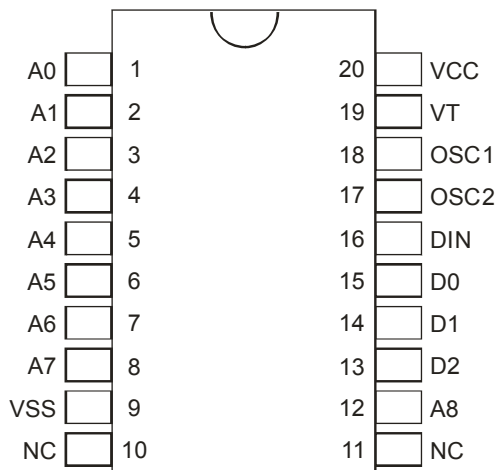 A0 1 20 VCC
A1 2 19 VT
A2 3 18 OSC1
A3 4 17 OSC2
A4 5 16 DIN
A5 6 15 D0
A6 7 14 D1
A7 8 13 D2
VSS 9 12 A8
NC 10 11 NC